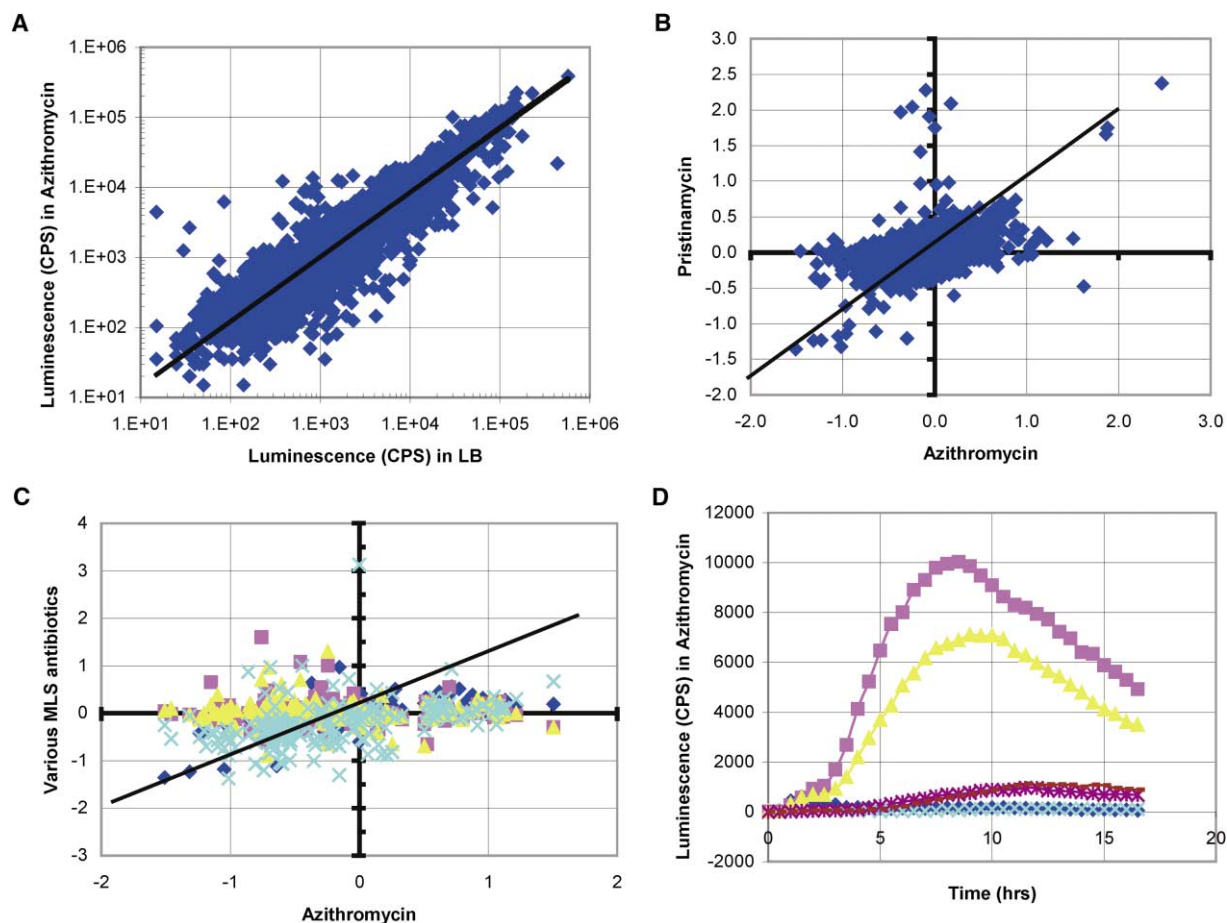 A
1.E+06
1.E+05
1.E+04
1.E+03
1.E+02
1.E+01
Luminescence (CPS) in Azithromycin
1.E+01 1.E+02 1.E+03 1.E+04 1.E+05 1.E+06
Luminescence (CPS) in LB
B
3.0
2.5
2.0
1.5
1.0
0.5
0.0
-0.5
-1.0
-1.5
-2.0
Pristinamycin
-2.0 -1.0 0.0 1.0 2.0 3.0
Azithromycin
C
4
3
2
1
0
-1
-2
-3
Various MLS antibiotics
-2 -1 0 1 2
Azithromycin
D
12000
10000
8000
6000
4000
2000
0
-2000
Luminescence (CPS) in Azithromycin
0 5 10 15 20
Time (hrs)